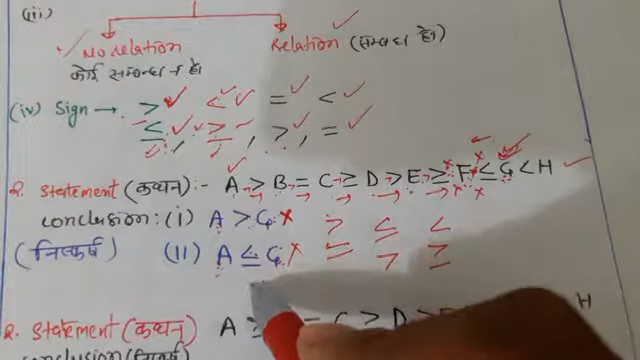 (iii)
No relation Relation (सम्बन्ध है)
कोई सम्बन्ध न हो
(iv) Sign → > < = <
≤ , ≥ , > , =
Q. Statement (कथन) :- A > B = C ≥ D > E ≥ F ≤ G < H
Conclusion: (i) A > G × > ≤ <
(निष्कर्ष) (II) A ≤ G × = > ≥
Q. Statement (कथन) A = C > D > H